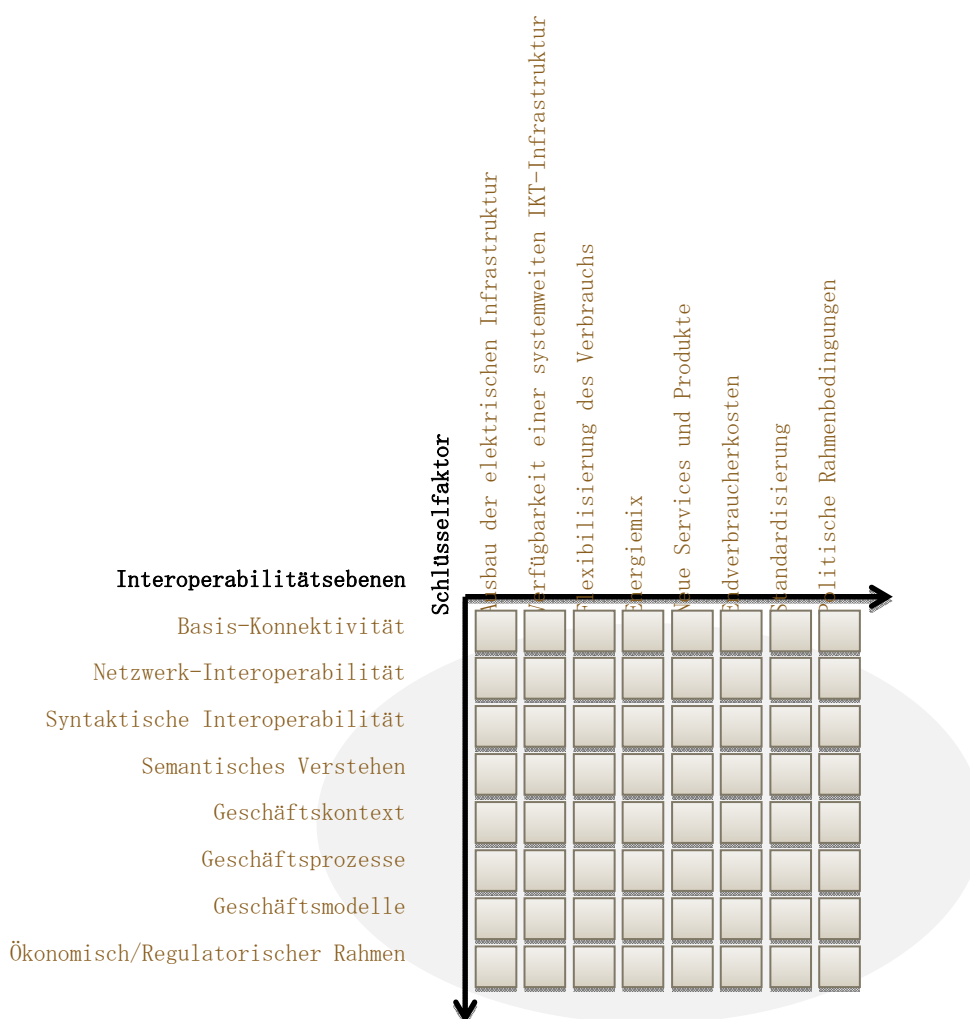 Schlüsselfaktor
Ausbau der elektrischen Infrastruktur
Verfügbarkeit einer systemweiten IKT-Infrastruktur
Flexibilisierung des Verbrauchs
Energiemix
Neue Services und Produkte
Endverbraucherkosten
Standardisierung
Politische Rahmenbedingungen
Interoperabilitätsebenen
Basis-Konnektivität
Netzwerk-Interoperabilität
Syntaktische Interoperabilität
Semantisches Verstehen
Geschäftskontext
Geschäftsprozesse
Geschäftsmodelle
Ökonomisch/Regulatorischer Rahmen